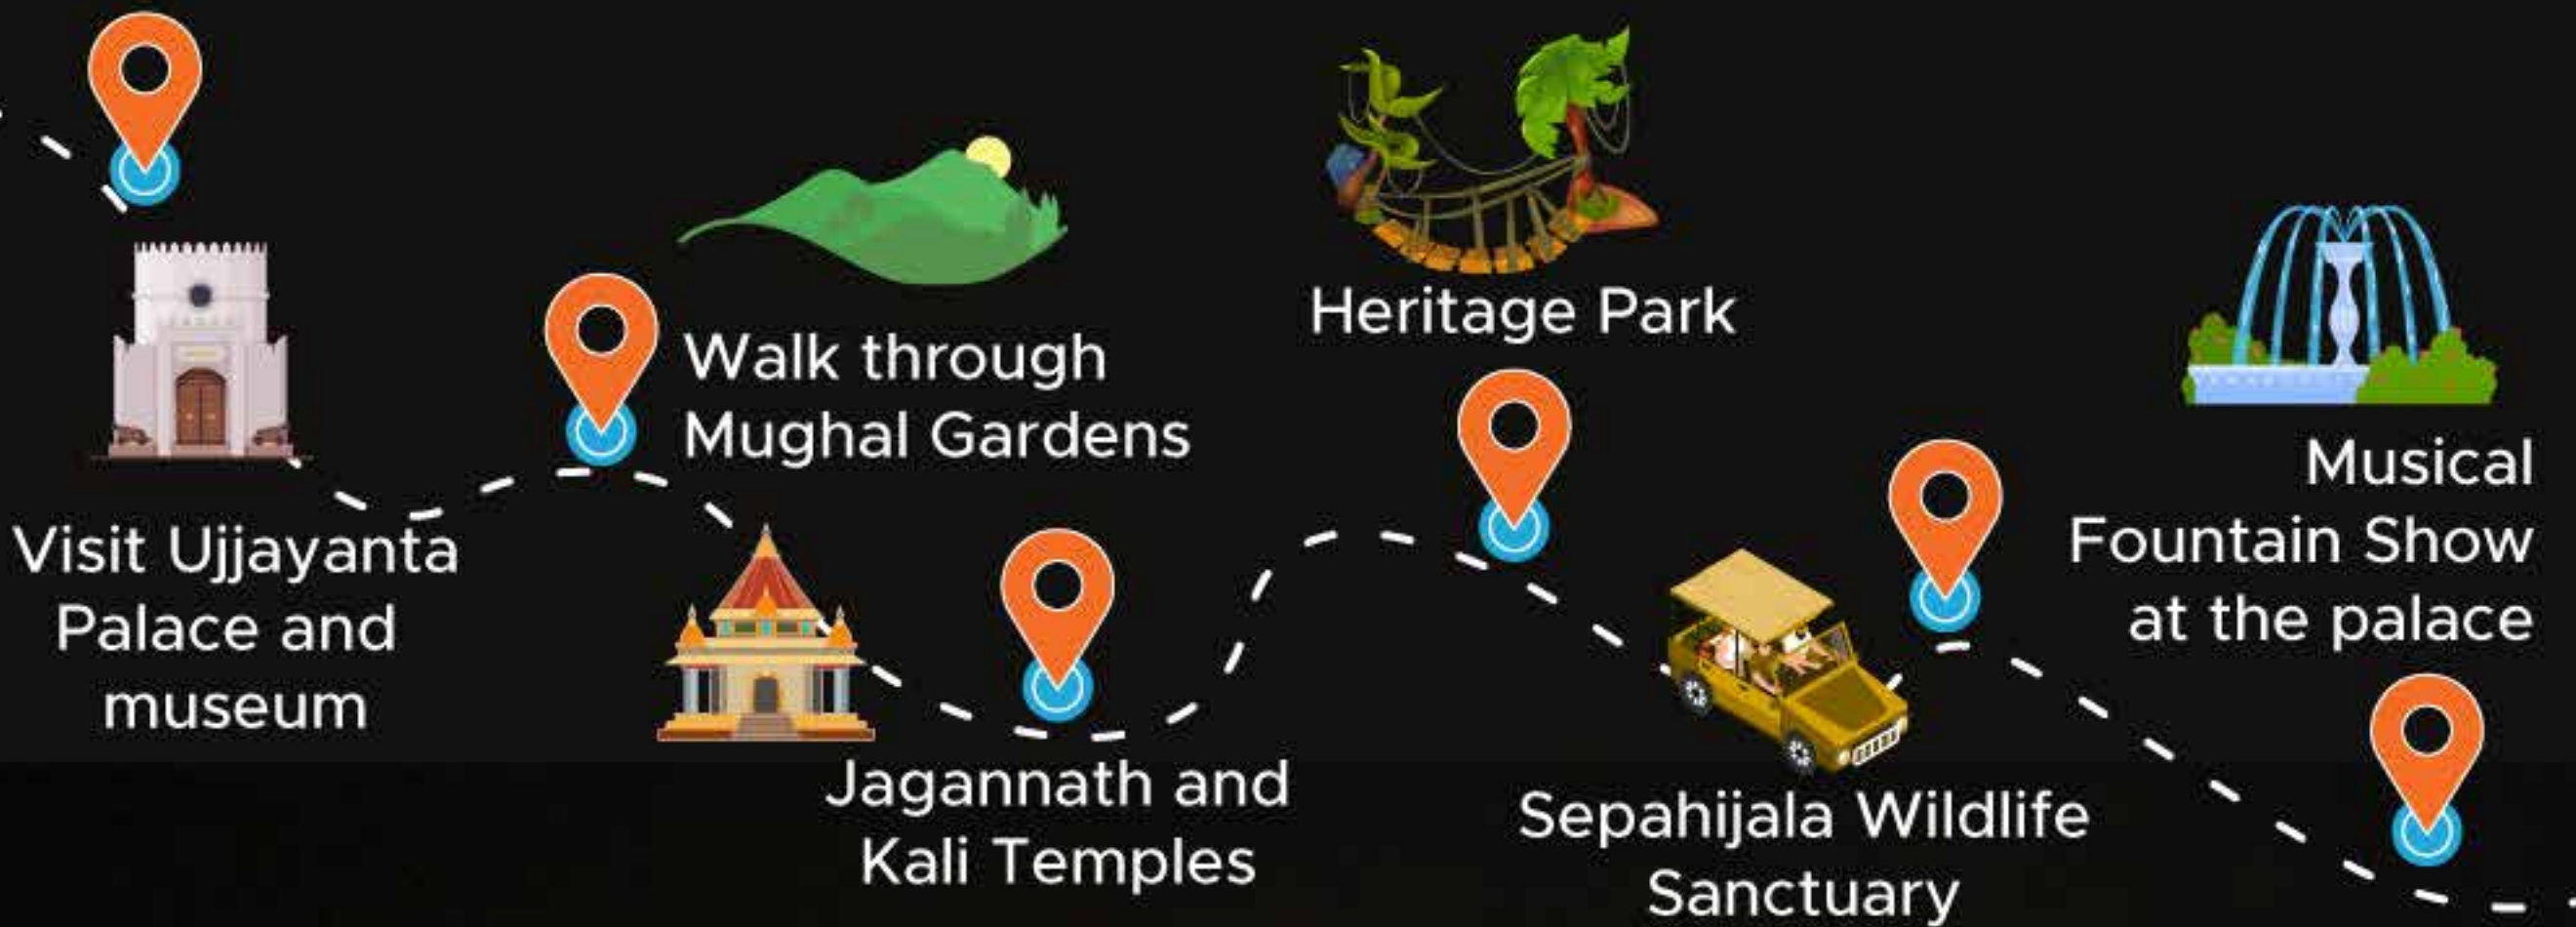 Visit Ujjayanta
Palace and
museum
Walk through
Mughal Gardens
Jagannath and
Kali Temples
Heritage Park
Sepahijala Wildlife
Sanctuary
Musical
Fountain Show
at the palace